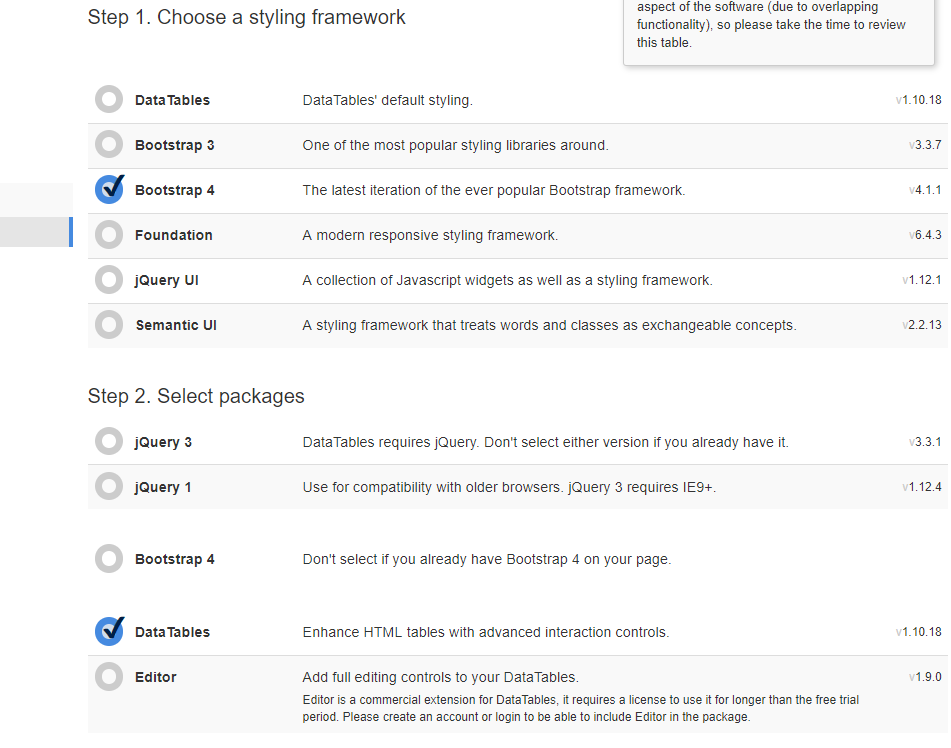 Step 1. Choose a styling framework
aspect of the software (due to overlapping
functionality), so please take the time to review
this table.
DataTables DataTables' default styling. v1.10.18
Bootstrap 3 One of the most popular styling libraries around. v3.3.7
Bootstrap 4 The latest iteration of the ever popular Bootstrap framework. v4.1.1
Foundation A modern responsive styling framework. v6.4.3
jQuery UI A collection of Javascript widgets as well as a styling framework. v1.12.1
Semantic UI A styling framework that treats words and classes as exchangeable concepts. v2.2.13
Step 2. Select packages
jQuery 3 DataTables requires jQuery. Don't select either version if you already have it. v3.3.1
jQuery 1 Use for compatibility with older browsers. jQuery 3 requires IE9+. v1.12.4
Bootstrap 4 Don't select if you already have Bootstrap 4 on your page.
DataTables Enhance HTML tables with advanced interaction controls. v1.10.18
Editor Add full editing controls to your DataTables. v1.9.0
Editor is a commercial extension for DataTables, it requires a license to use it for longer than the free trial
period. Please create an account or login to be able to include Editor in the package.